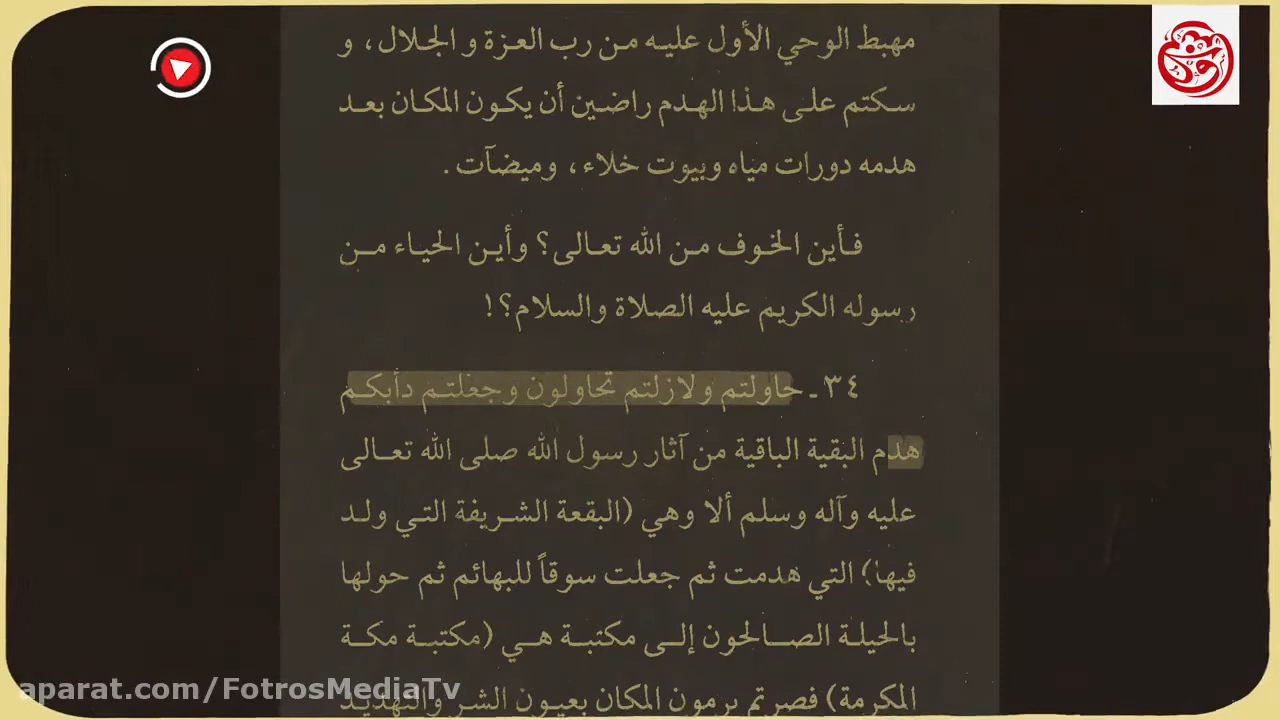 مهبط الوحي الأول عليه من رب العزة و الجلال، و
سكتم على هذا الهدم راضين أن يكون المكان بعد
هدمه دورات مياه وبيوت خلاء، وميضآت.
فأين الخوف من الله تعالى؟ وأين الحياء من
رسوله الكريم عليه الصلاة والسلام؟!
٣٤ ـ حاولتم ولازلتم تحاولون وجعلتم دأبكم
هدم البقية الباقية من آثار رسول الله صلى الله تعالى
عليه وآله وسلم ألا وهي (البقعة الشريفة التي ولد
فيها) التي هدمت ثم جعلت سوقاً للبهائم ثم حولها
بالحيلة الصالحون إلى مكتبة هي (مكتبة مكة
المكرمة) فصرتم يرمون المكان بعيون الشر والتهديد
aparat.com/FotrosMediaTv